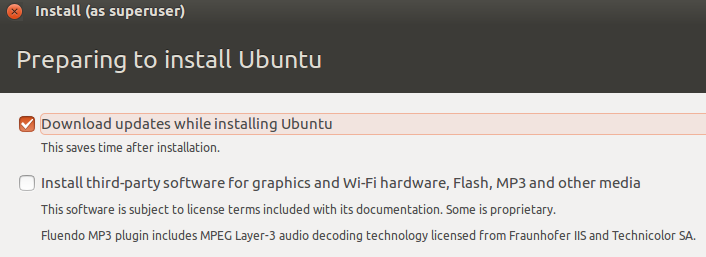 Install (as superuser)
Preparing to install Ubuntu
Download updates while installing Ubuntu
This saves time after installation.
Install third-party software for graphics and Wi-Fi hardware, Flash, MP3 and other media
This software is subject to license terms included with its documentation. Some is proprietary.
Fluendo MP3 plugin includes MPEG Layer-3 audio decoding technology licensed from Fraunhofer IIS and Technicolor SA.